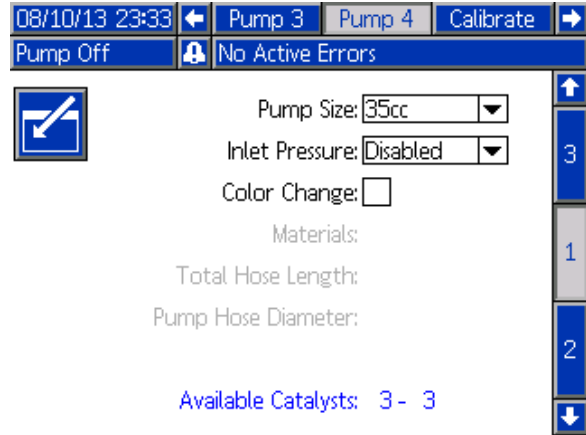 08/10/13 23:33 Pump 3 Pump 4 Calibrate
Pump Off No Active Errors
Pump Size: 35cc
Inlet Pressure: Disabled
3
Color Change:
Materials:
1
Total Hose Length:
Pump Hose Diameter:
2
Available Catalysts: 3 - 3